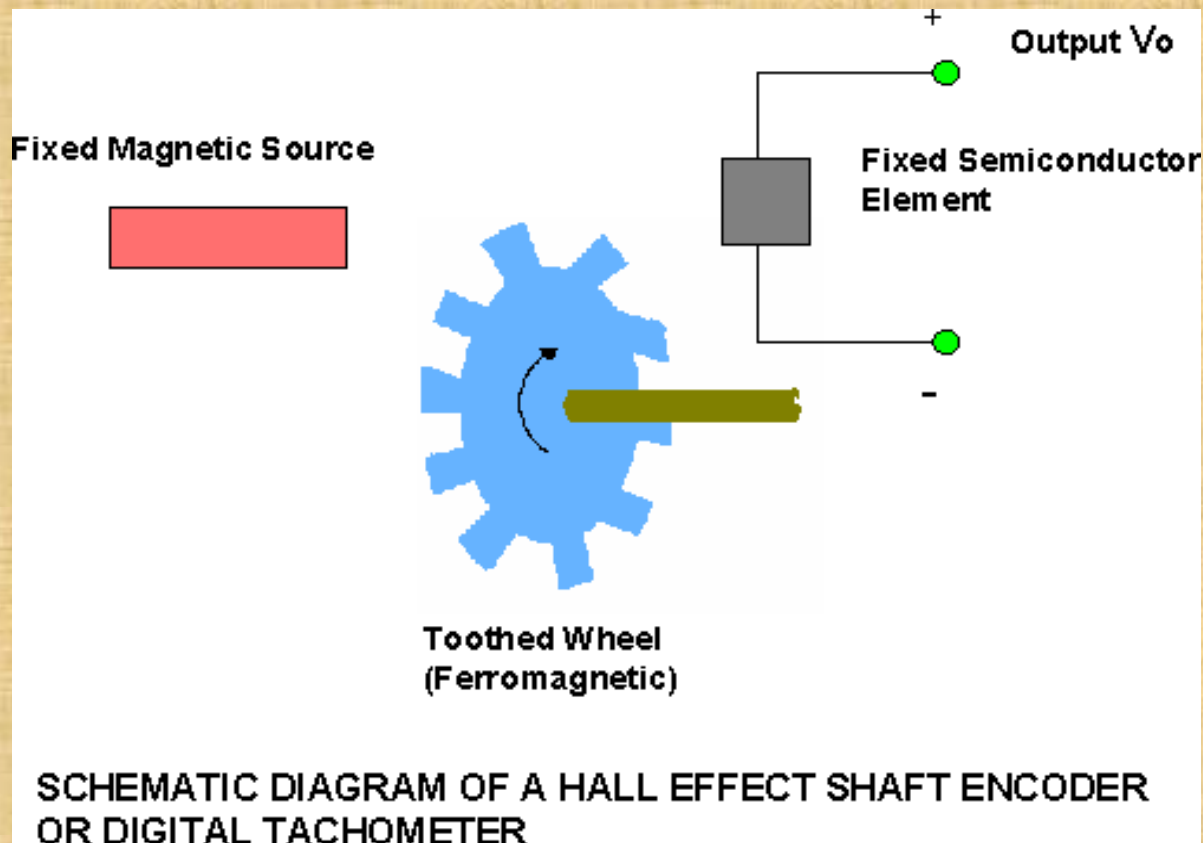 +
Output Vo
Fixed Magnetic Source
Fixed Semiconductor
Element
-
Toothed Wheel
(Ferromagnetic)
SCHEMATIC DIAGRAM OF A HALL EFFECT SHAFT ENCODER
OR DIGITAL TACHOMETER